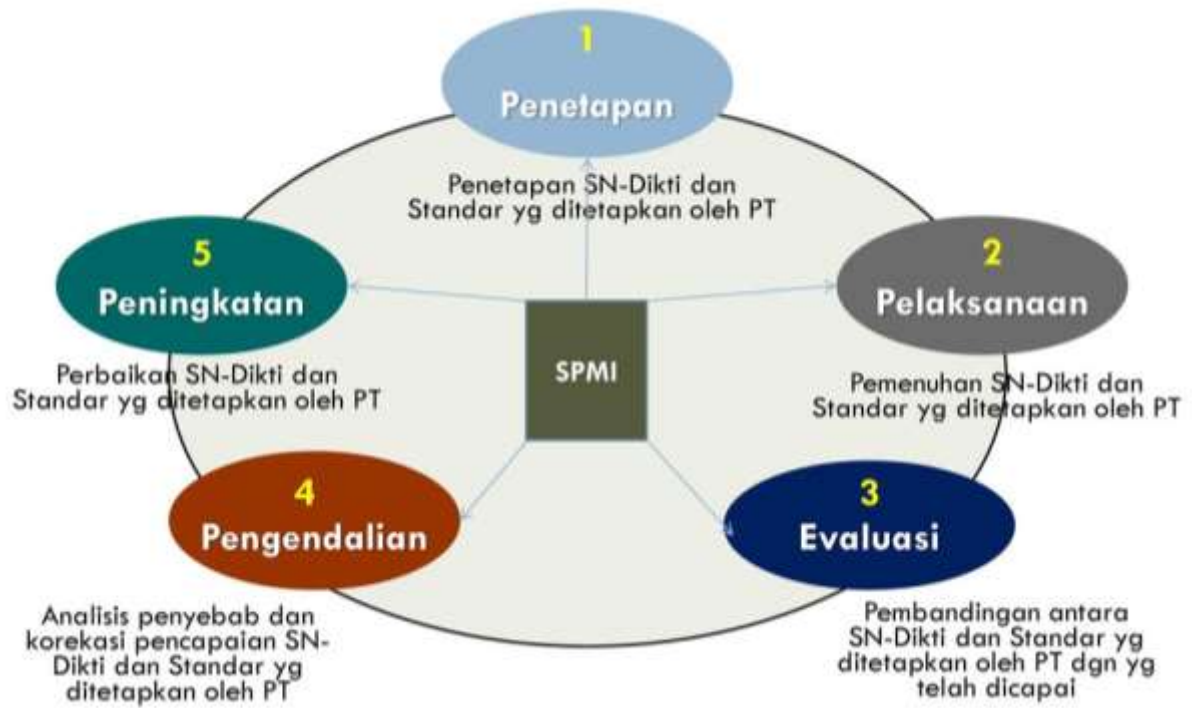 1
Penetapan
Penetapan SN-Dikti dan
Standar yg ditetapkan oleh PT
2
Pelaksanaan
Pemenuhan SN-Dikti dan
Standar yg ditetapkan oleh PT
3
Evaluasi
Pembandingan antara
SN-Dikti dan Standar yg
ditetapkan oleh PT dgn yg
telah dicapai
4
Pengendalian
Analisis penyebab dan
korekasi pencapaian SN-
Dikti dan Standar yg
ditetapkan oleh PT
5
Peningkatan
Perbaikan SN-Dikti dan
Standar yg ditetapkan oleh PT
SPMI